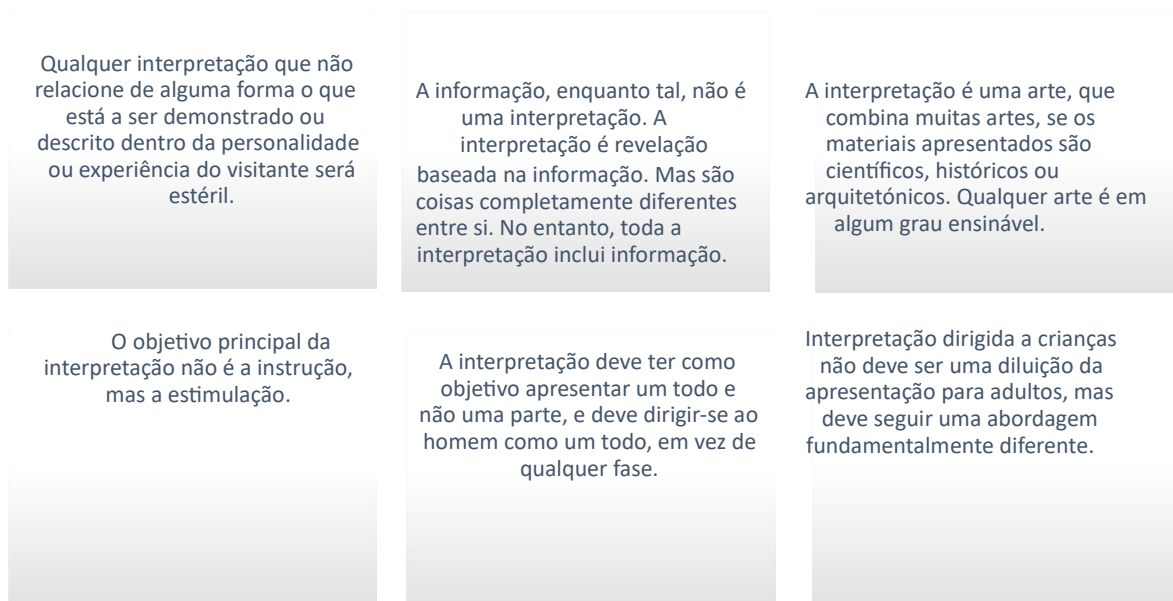 Qualquer interpretação que não
relacione de alguma forma o que
está a ser demonstrado ou
descrito dentro da personalidade
ou experiência do visitante será
estéril.
A informação, enquanto tal, não é
uma interpretação. A
interpretação é revelação
baseada na informação. Mas são
coisas completamente diferentes
entre si. No entanto, toda a
interpretação inclui informação.
A interpretação é uma arte, que
combina muitas artes, se os
materiais apresentados são
científicos, históricos ou
arquitetónicos. Qualquer arte é em
algum grau ensinável.
O objetivo principal da
interpretação não é a instrução,
mas a estimulação.
A interpretação deve ter como
objetivo apresentar um todo e
não uma parte, e deve dirigir-se ao
homem como um todo, em vez de
qualquer fase.
Interpretação dirigida a crianças
não deve ser uma diluição da
apresentação para adultos, mas
deve seguir uma abordagem
fundamentalmente diferente.